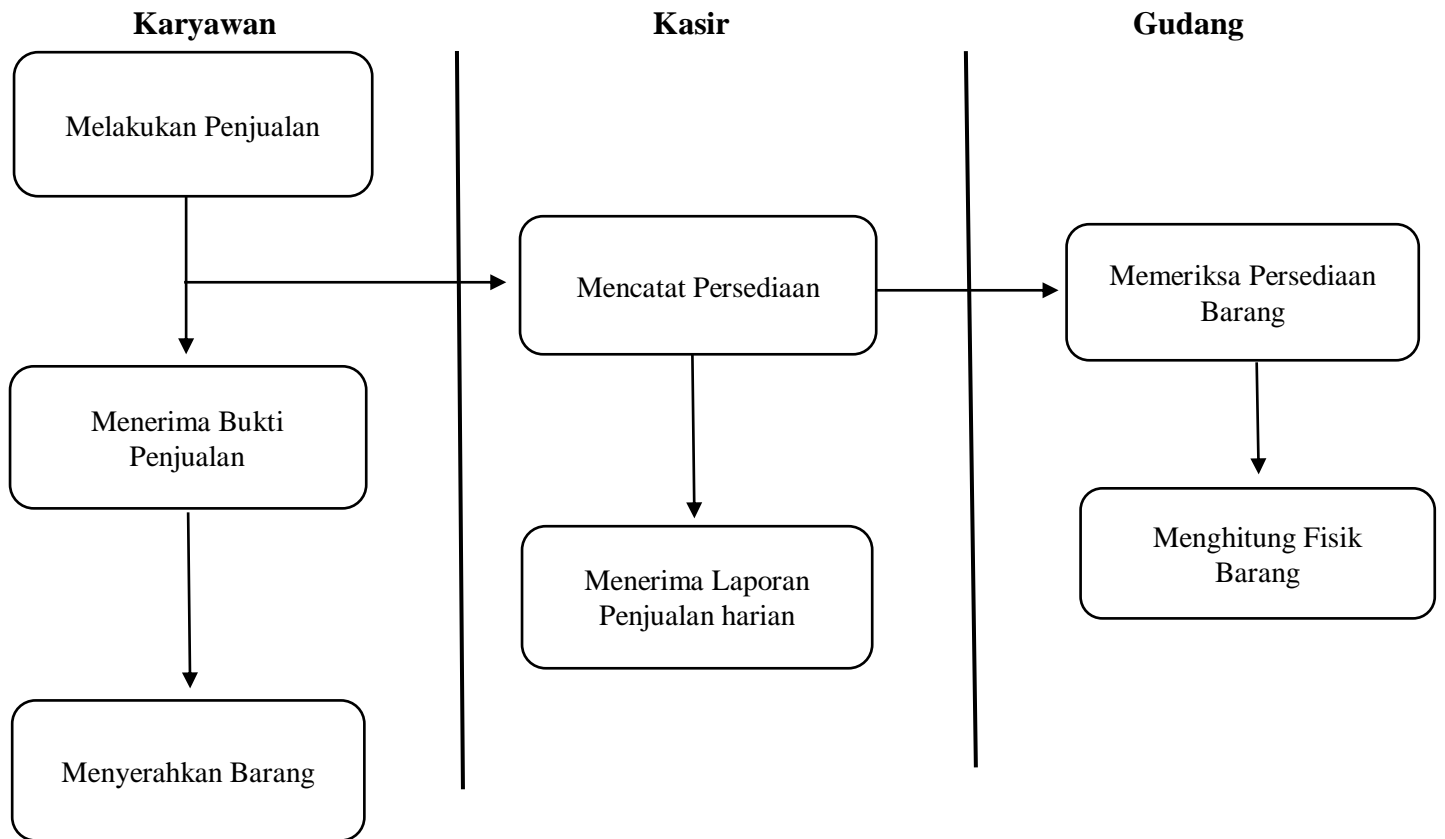 Karyawan
Kasir
Gudang
Melakukan Penjualan
Mencatat Persediaan
Memeriksa Persediaan
Barang
Menerima Bukti
Penjualan
Menerima Laporan
Penjualan harian
Menghitung Fisik
Barang
Menyerahkan Barang